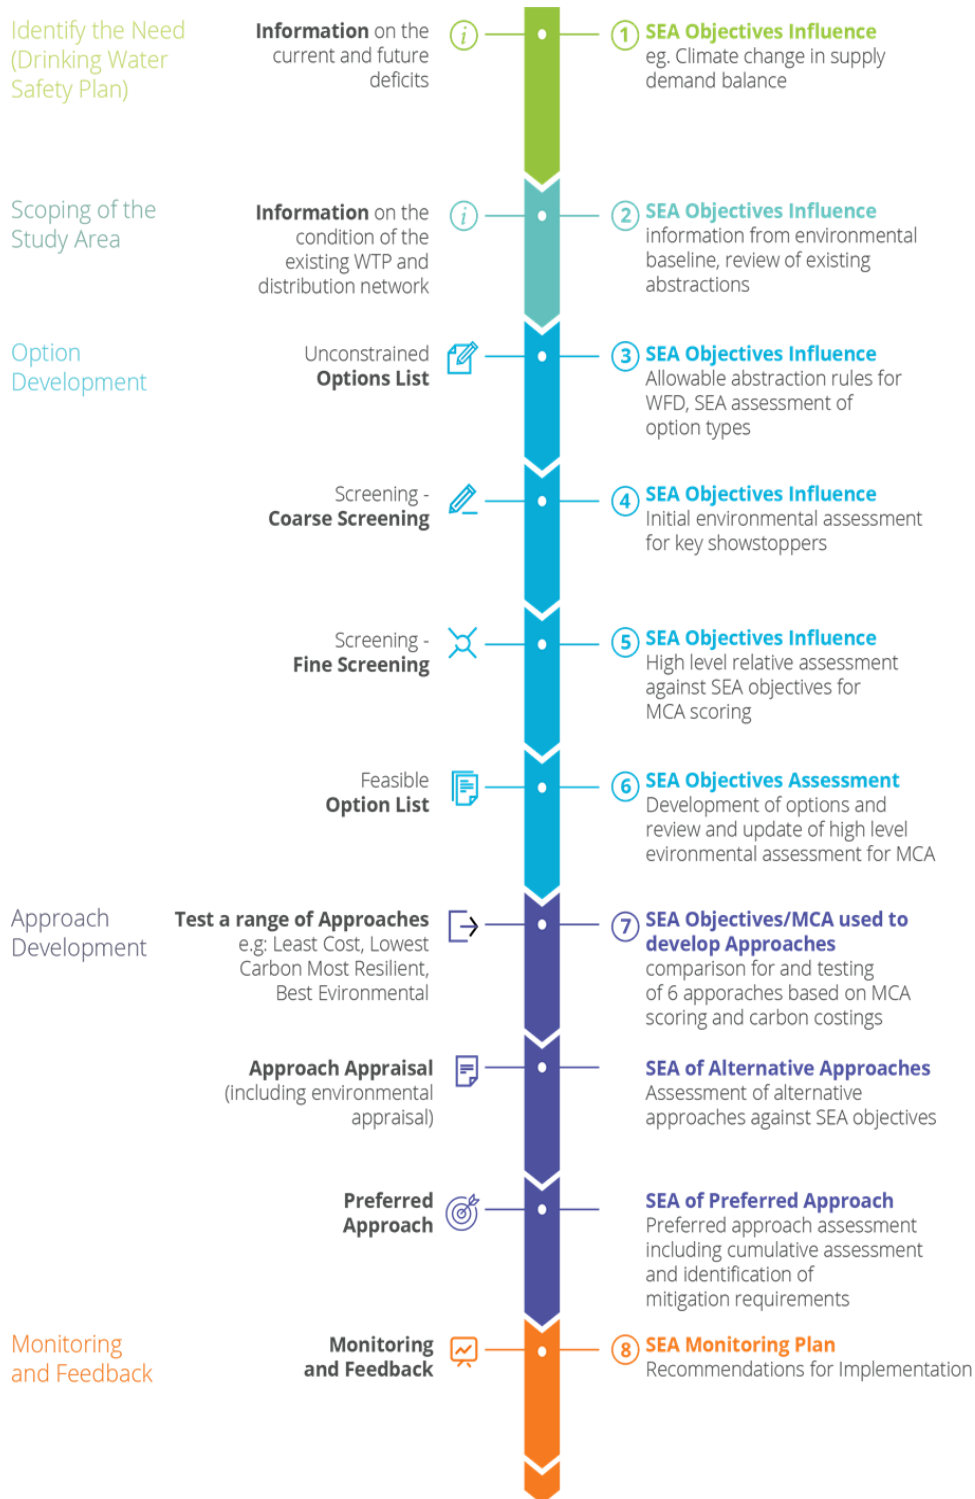 Identify the Need
(Drinking Water
Safety Plan)
Information on the
current and future
deficits
i
1 SEA Objectives Influence
eg. Climate change in supply
demand balance
Scoping of the
Study Area
Information on the
condition of the
existing WTP and
distribution network
i
2 SEA Objectives Influence
information from environmental
baseline, review of existing
abstractions
Option
Development
Unconstrained
Options List
3 SEA Objectives Influence
Allowable abstraction rules for
WFD, SEA assessment of
option types
Screening -
Coarse Screening
4 SEA Objectives Influence
Initial environmental assessment
for key showstoppers
Screening -
Fine Screening
5 SEA Objectives Influence
High level relative assessment
against SEA objectives for
MCA scoring
Feasible
Option List
6 SEA Objectives Assessment
Development of options and
review and update of high level
evironmental assessment for MCA
Approach
Development
Test a range of Approaches
e.g: Least Cost, Lowest
Carbon Most Resilient,
Best Evironmental
7 SEA Objectives/MCA used to
develop Approaches
comparison for and testing
of 6 apporaches based on MCA
scoring and carbon costings
Approach Appraisal
(including environmental
appraisal)
SEA of Alternative Approaches
Assessment of alternative
approaches against SEA objectives
Preferred
Approach
SEA of Preferred Approach
Preferred approach assessment
including cumulative assessment
and identification of
mitigation requirements
Monitoring
and Feedback
Monitoring
and Feedback
8 SEA Monitoring Plan
Recommendations for Implementation